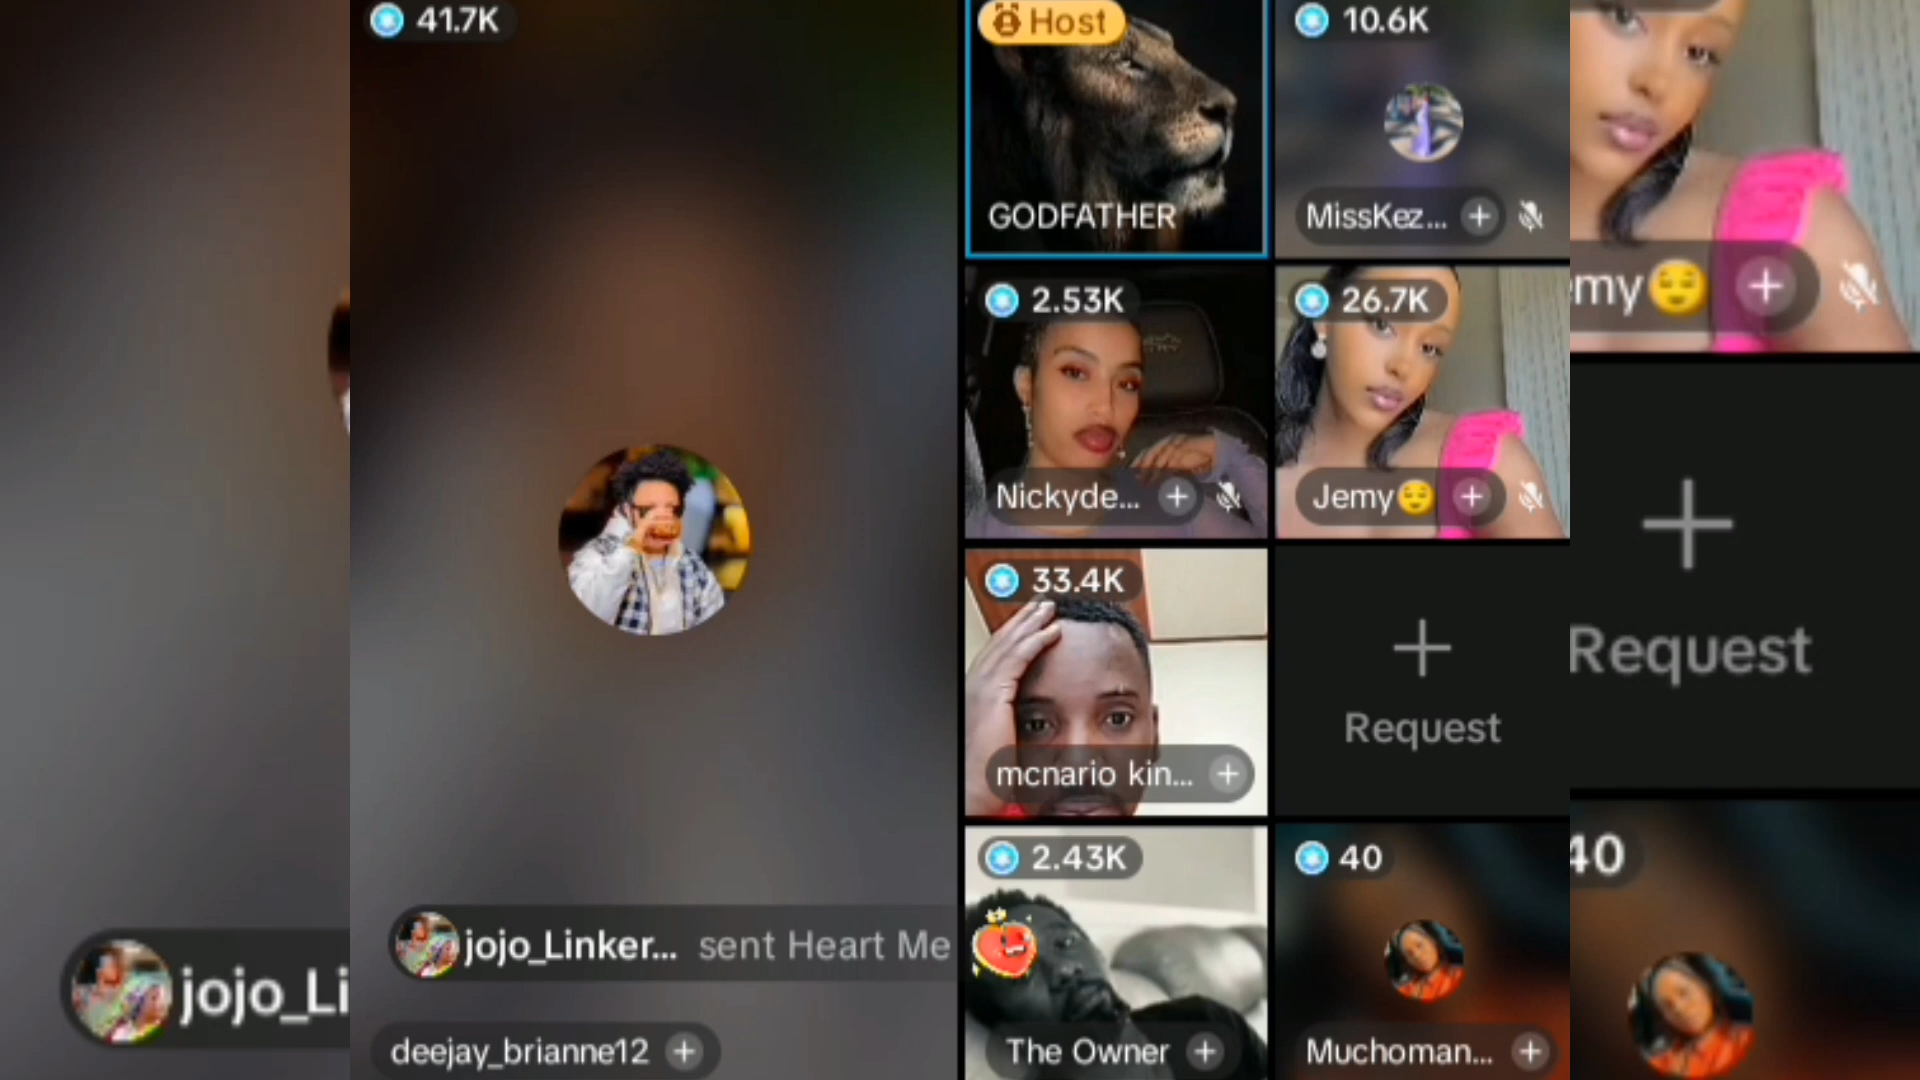 41.7K
Host
GODFATHER
10.6K
MissKez...
2.53K
Nickyde...
26.7K
Jemy😌
33.4K
mcnario kin...
Request
2.43K
The Owner
40
Muchoman...
jojo_Linker... sent Heart Me
deejay_brianne12
jojo_Li
my😌
Request
40